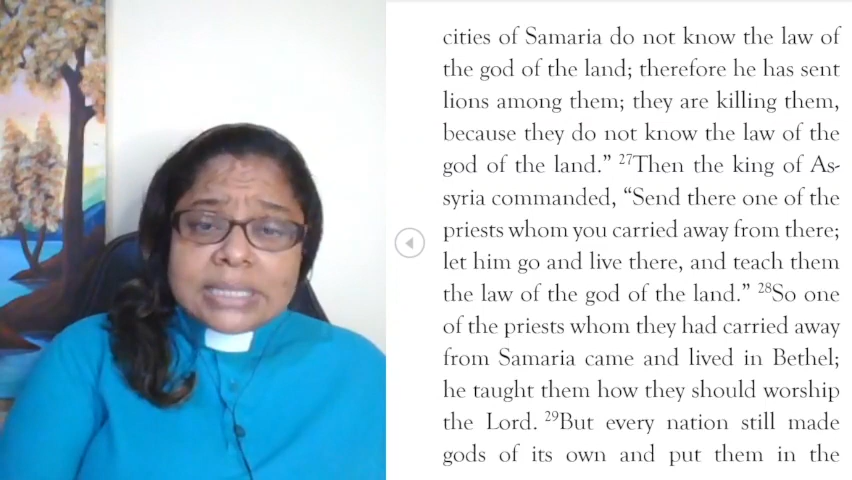 cities of Samaria do not know the law of
the god of the land; therefore he has sent
lions among them; they are killing them,
because they do not know the law of the
god of the land.” ²⁷Then the king of As-
syria commanded, “Send there one of the
priests whom you carried away from there;
let him go and live there, and teach them
the law of the god of the land.” ²⁸So one
of the priests whom they had carried away
from Samaria came and lived in Bethel;
he taught them how they should worship
the Lord. ²⁹But every nation still made
gods of its own and put them in the